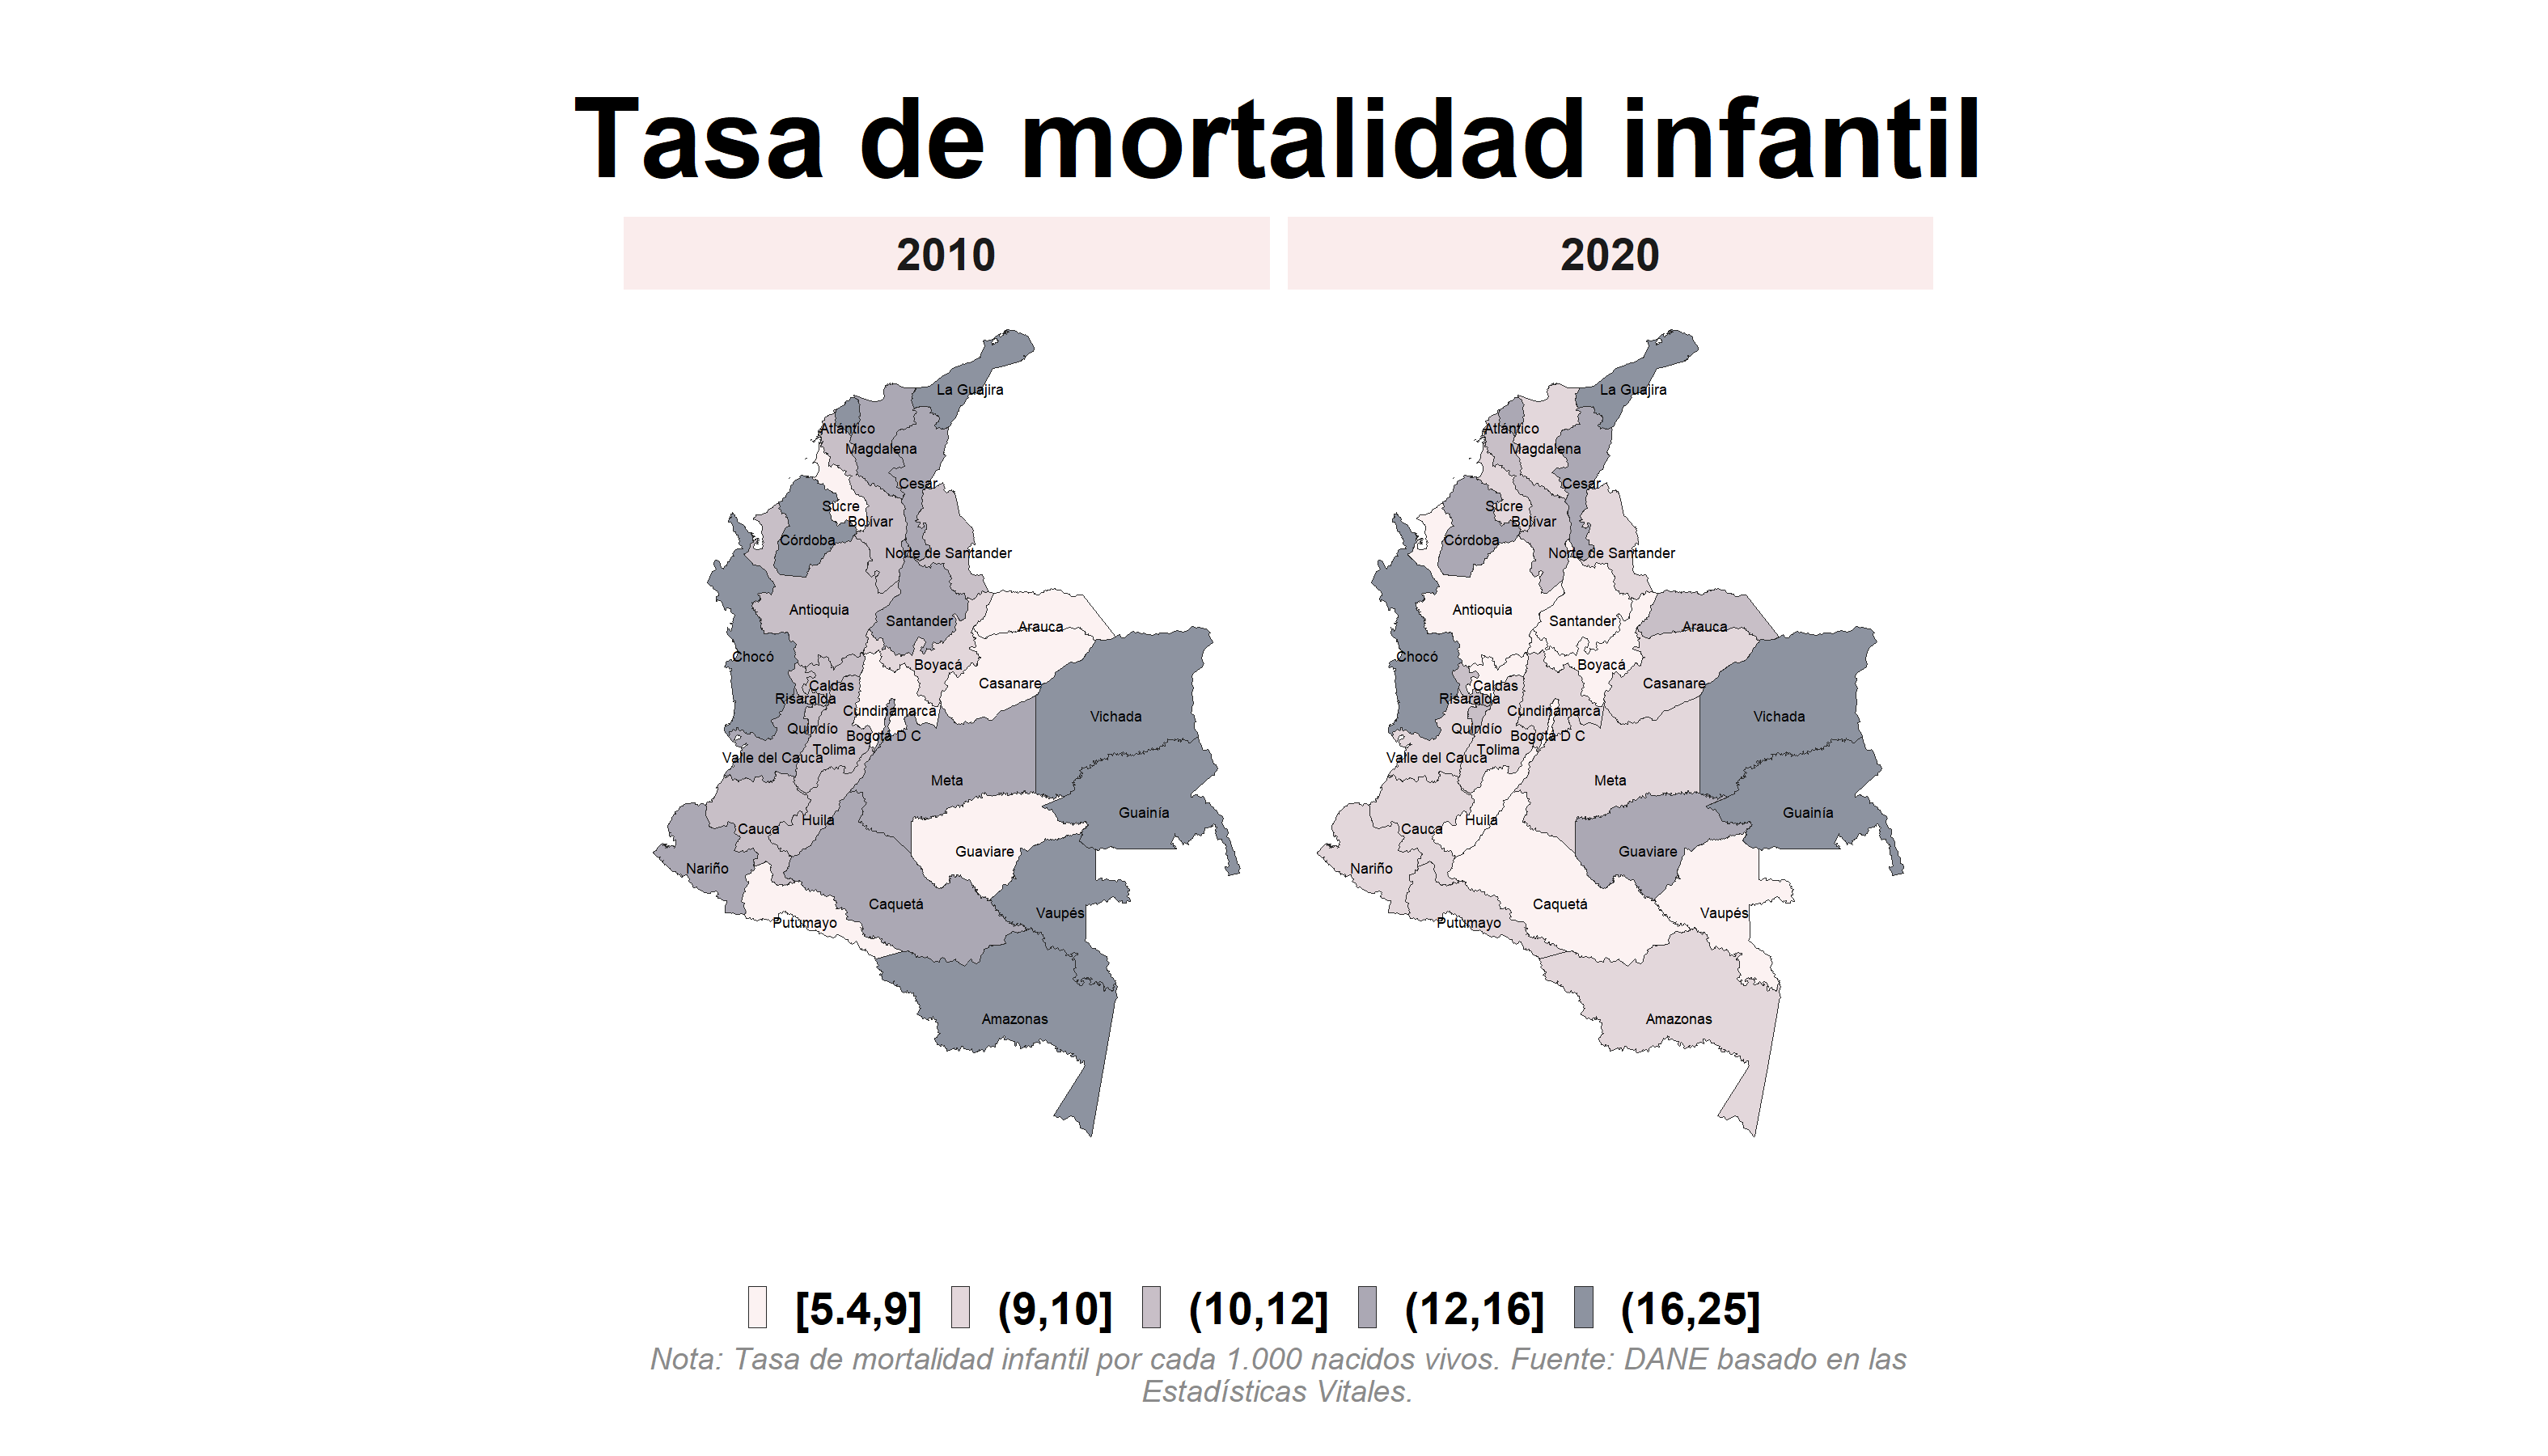 Tasa de mortalidad infantil
2010
2020
La Guajira
Atlántico
Magdalena
Cesar
Sucre
Bolívar
Córdoba
Norte de Santander
Antioquia
Santander
Arauca
Chocó
Boyacá
Casanare
Caldas
Risaralda
Cundinamarca
Vichada
Quindío
Bogotá D C
Tolima
Valle del Cauca
Meta
Guainía
Huila
Cauca
Guaviare
Nariño
Caquetá
Vaupés
Putumayo
Amazonas
La Guajira
Atlántico
Magdalena
Cesar
Sucre
Bolívar
Córdoba
Norte de Santander
Antioquia
Santander
Arauca
Chocó
Boyacá
Casanare
Caldas
Risaralda
Cundinamarca
Vichada
Quindío
Bogotá D C
Tolima
Valle del Cauca
Meta
Guainía
Huila
Cauca
Guaviare
Nariño
Caquetá
Vaupés
Putumayo
Amazonas
[5.4,9] (9,10] (10,12] (12,16] (16,25]
Nota: Tasa de mortalidad infantil por cada 1.000 nacidos vivos. Fuente: DANE basado en las
Estadísticas Vitales.